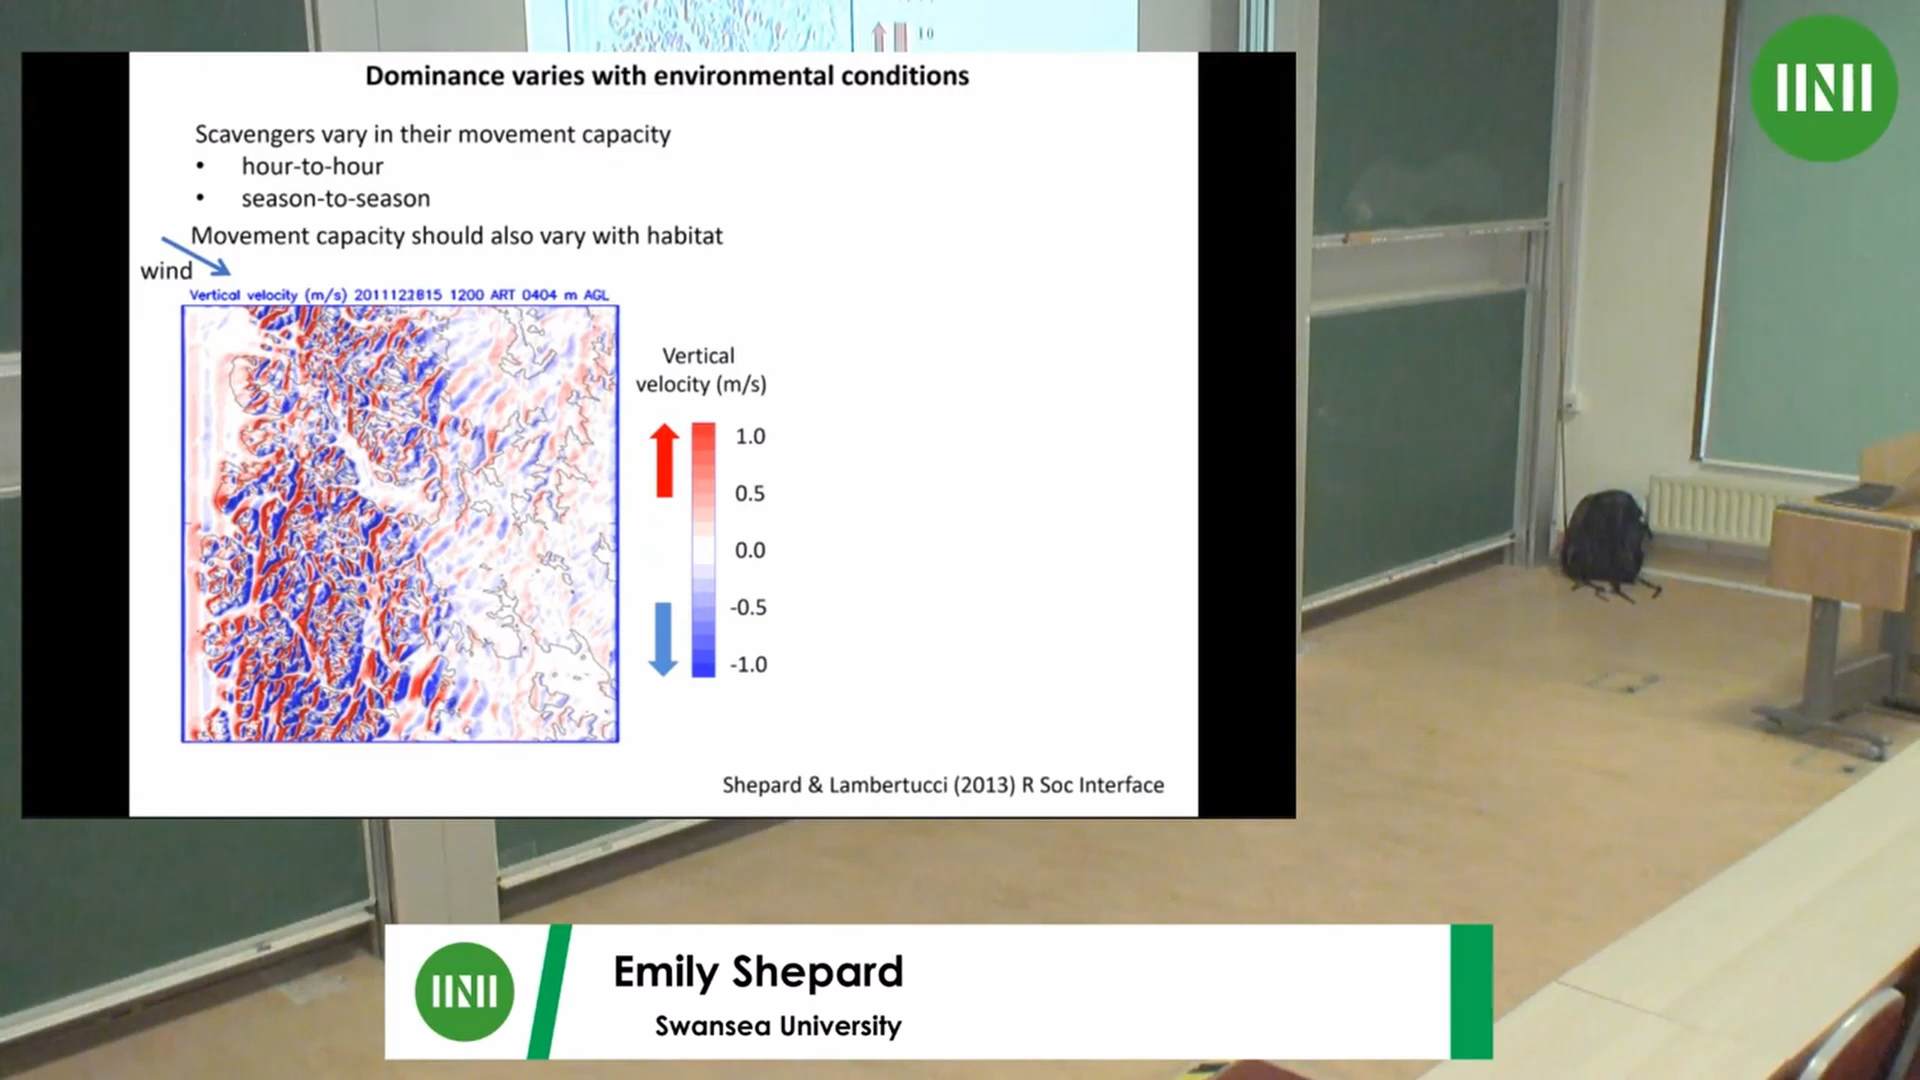 10
Dominance varies with environmental conditions
Scavengers vary in their movement capacity
• hour-to-hour
• season-to-season
Movement capacity should also vary with habitat
wind
Vertical velocity (m/s) 2011122815 1200 ART 0404 m AGL
Vertical
velocity (m/s)
1.0
0.5
0.0
-0.5
-1.0
Shepard & Lambertucci (2013) R Soc Interface
Emily Shepard
Swansea University